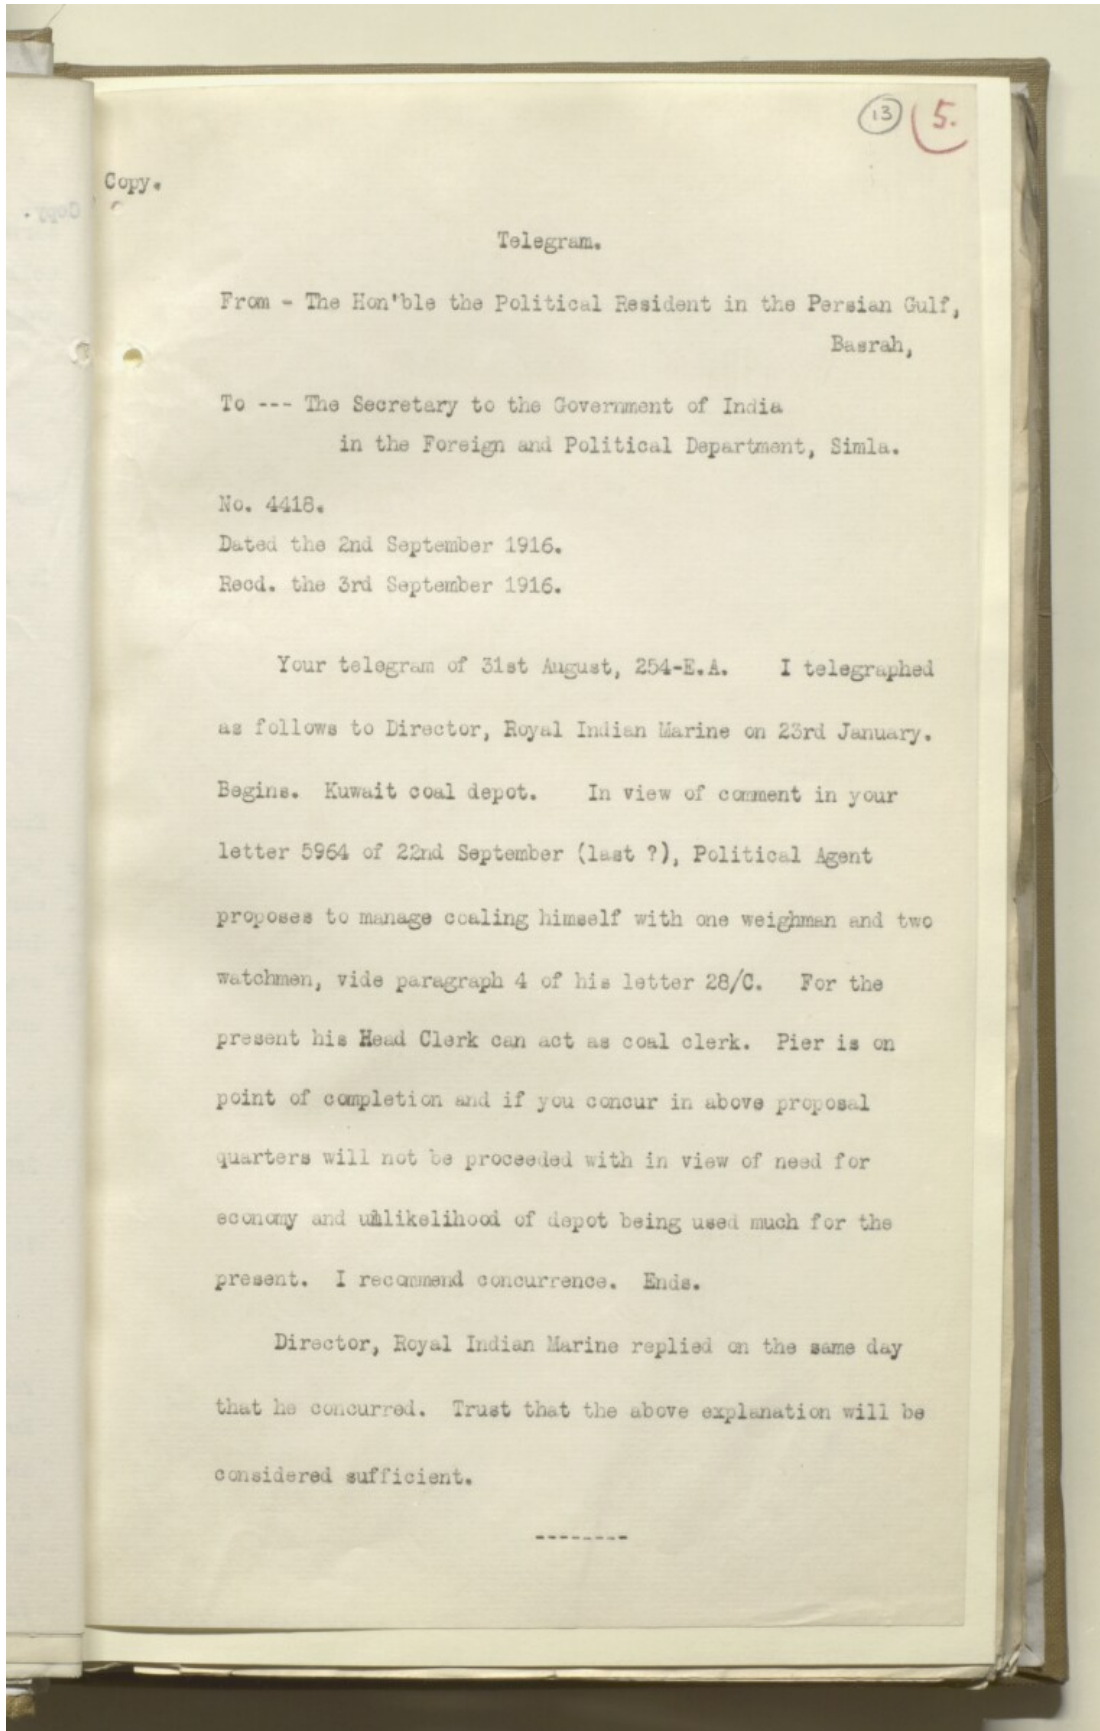 13 5.
Copy.
Telegram.
From - The Hon'ble the Political Resident in the Persian Gulf,
Basrah,
To --- The Secretary to the Government of India
in the Foreign and Political Department, Simla.
No. 4418.
Dated the 2nd September 1916.
Recd. the 3rd September 1916.
Your telegram of 31st August, 254-E.A. I telegraphed
as follows to Director, Royal Indian Marine on 23rd January.
Begins. Kuwait coal depot. In view of comment in your
letter 5964 of 22nd September (last ?), Political Agent
proposes to manage coaling himself with one weighman and two
watchmen, vide paragraph 4 of his letter 28/C. For the
present his Head Clerk can act as coal clerk. Pier is on
point of completion and if you concur in above proposal
quarters will not be proceeded with in view of need for
economy and unlikelihood of depot being used much for the
present. I recommend concurrence. Ends.
Director, Royal Indian Marine replied on the same day
that he concurred. Trust that the above explanation will be
considered sufficient.
--------